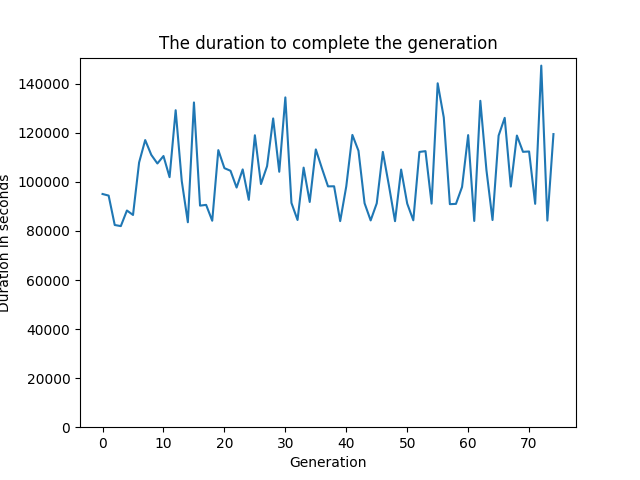 The duration to complete the generation
140000
120000
100000
80000
60000
40000
20000
0
Duration in seconds
0 10 20 30 40 50 60 70
Generation